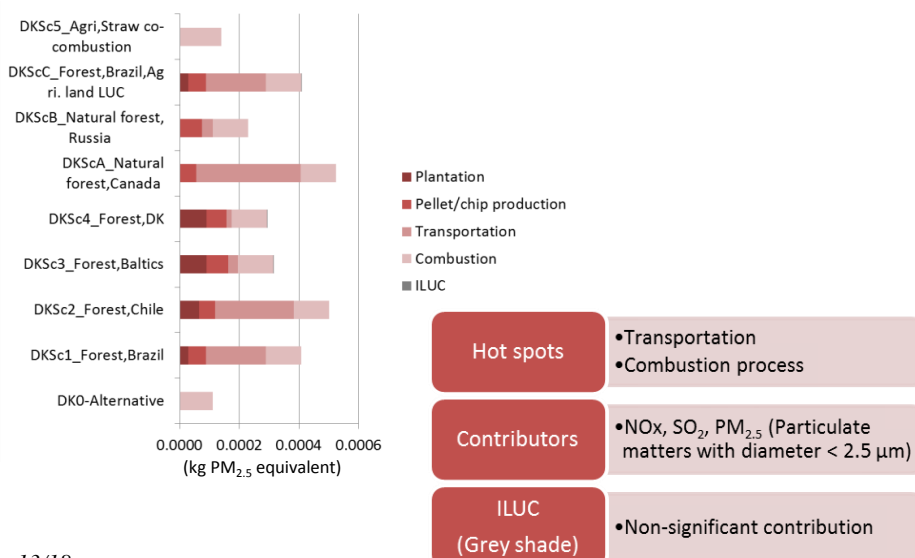 DKSc5_Agri,Straw co-
combustion
DKScC_Forest,Brazil,Ag
ri. land LUC
DKScB_Natural forest,
Russia
DKScA_Natural
forest,Canada
DKSc4_Forest,DK
DKSc3_Forest,Baltics
DKSc2_Forest,Chile
DKSc1_Forest,Brazil
DK0-Alternative
0.0000 0.0002 0.0004 0.0006
(kg PM2.5 equivalent)
Plantation
Pellet/chip production
Transportation
Combustion
ILUC
Hot spots
•Transportation
•Combustion process
Contributors
•NOx, SO2, PM2.5 (Particulate
matters with diameter < 2.5 µm)
ILUC
(Grey shade)
•Non-significant contribution